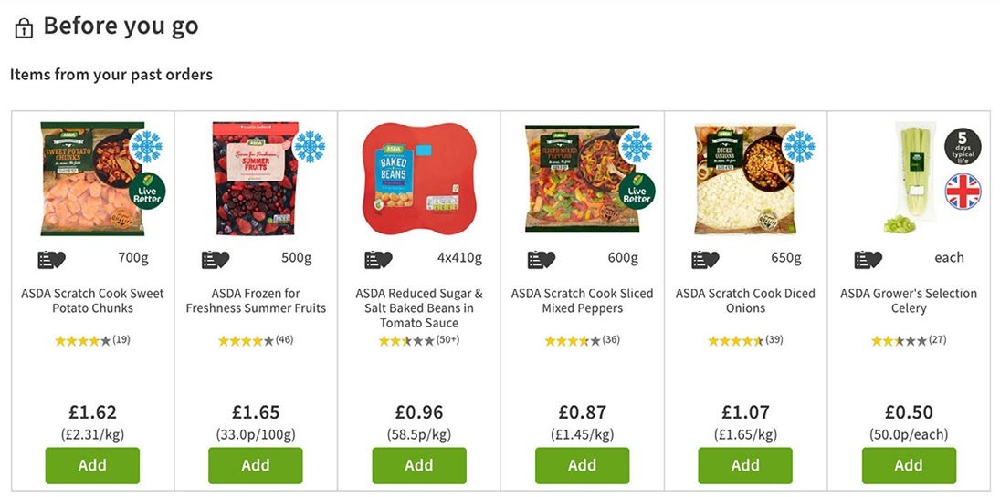 Before you go
Items from your past orders
ASDA
SWEET POTATO
CHUNKS
Live
Better
700g
ASDA Scratch Cook Sweet
Potato Chunks
(19)
£1.62
(£2.31/kg)
Add
ASDA
Frozen for Freshness
SUMMER
FRUITS
500g
ASDA Frozen for
Freshness Summer Fruits
(46)
£1.65
(33.0p/100g)
Add
ASDA
BAKED
BEANS
4x410g
ASDA Reduced Sugar &
Salt Baked Beans in
Tomato Sauce
(50+)
£0.96
(58.5p/kg)
Add
SLICED MIXED
PEPPERS
Live
Better
600g
ASDA Scratch Cook Sliced
Mixed Peppers
(36)
£0.87
(£1.45/kg)
Add
DICED
ONIONS
650g
ASDA Scratch Cook Diced
Onions
(39)
£1.07
(£1.65/kg)
Add
5
days
typical
life
each
ASDA Grower's Selection
Celery
(27)
£0.50
(50.0p/each)
Add